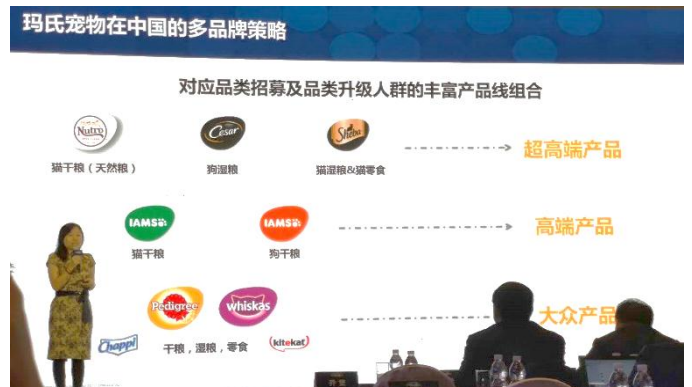 玛氏宠物在中国的多品牌策略
对应品类招募及品类升级人群的丰富产品线组合
Nutro
Cesar
Sheba
超高端产品
猫干粮（天然粮）
狗湿粮
猫湿粮&猫零食
IAMS
IAMS
高端产品
猫干粮
狗干粮
Pedigree
whiskas
大众产品
Chappi
干粮，湿粮，零食
kitekat